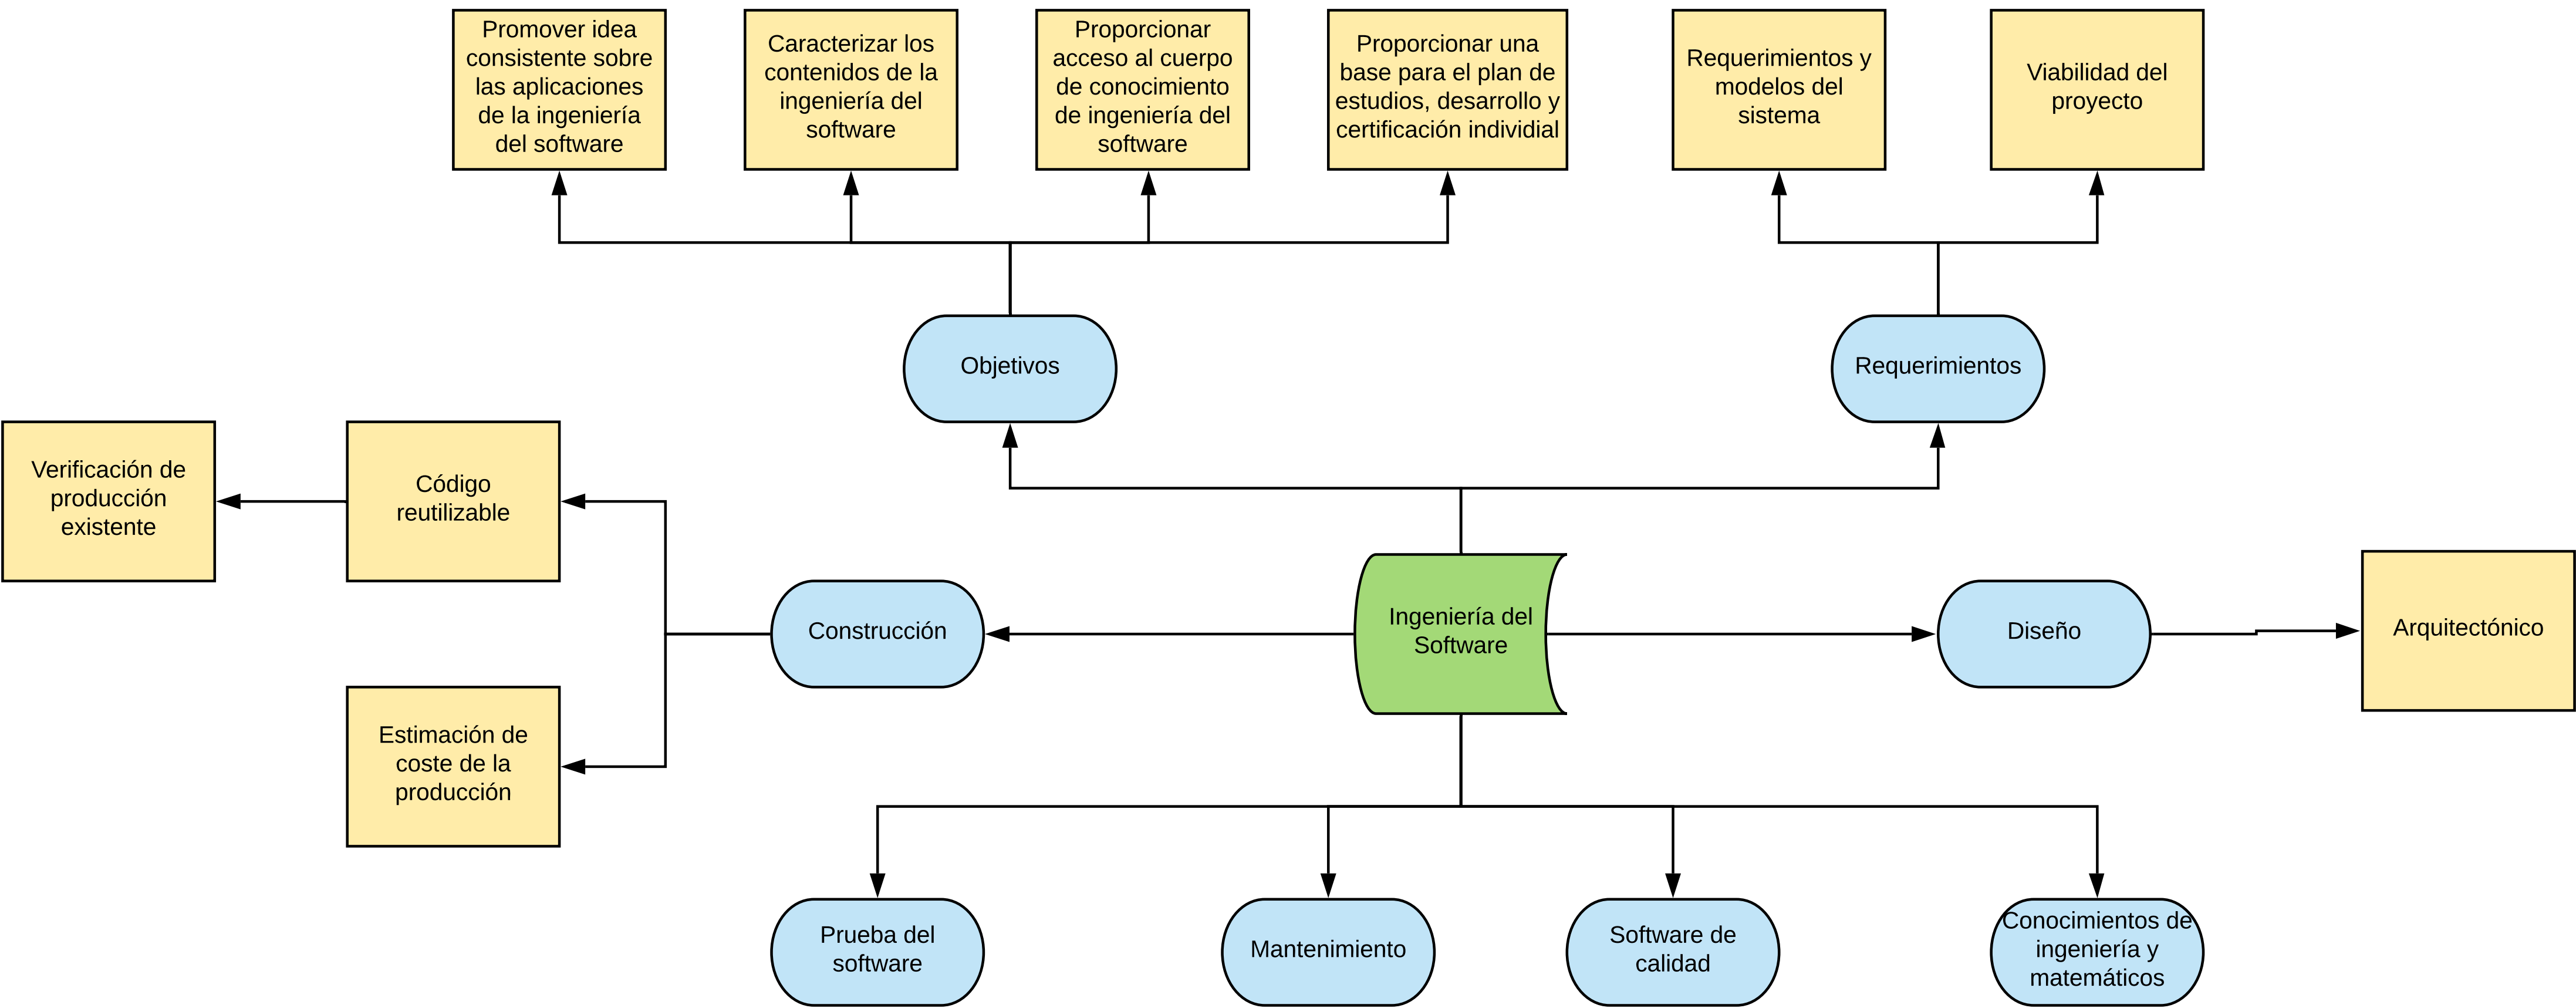 Promover idea
consistente sobre
las aplicaciones
de la ingeniería
del software
Caracterizar los
contenidos de la
ingeniería del
software
Proporcionar
acceso al cuerpo
de conocimiento
de ingeniería del
software
Proporcionar una
base para el plan de
estudios, desarrollo y
certificación individial
Requerimientos y
modelos del
sistema
Viabilidad del
proyecto
Objetivos
Requerimientos
Verificación de
producción
existente
Código
reutilizable
Construcción
Ingeniería del
Software
Diseño
Arquitectónico
Estimación de
coste de la
producción
Prueba del
software
Mantenimiento
Software de
calidad
Conocimientos de
ingeniería y
matemáticos